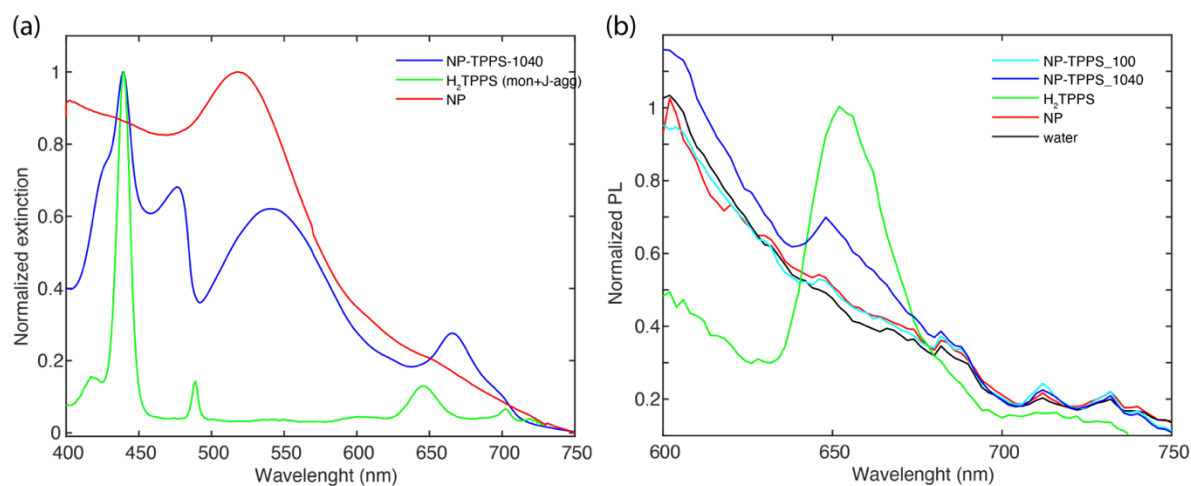 (a)
Normalized extinction
1
0.8
0.6
0.4
0.2
0
400 450 500 550 600 650 700 750
Wavelenght (nm)
NP-TPPS-1040
H₂TPPS (mon+J-agg)
NP
(b)
Normalized PL
1
0.8
0.6
0.4
0.2
600 650 700 750
Wavelenght (nm)
NP-TPPS_100
NP-TPPS_1040
H₂TPPS
NP
water